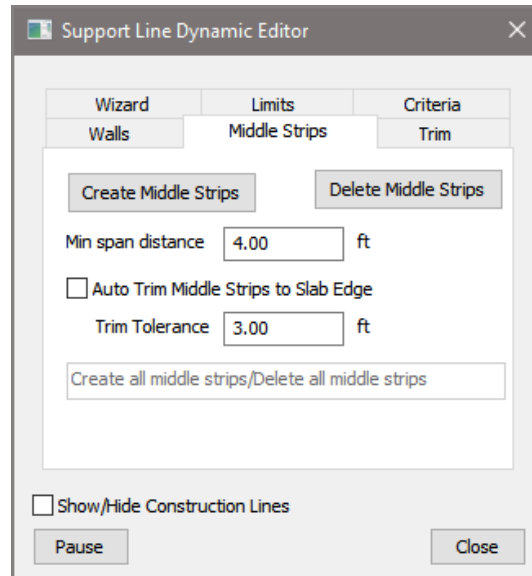 Support Line Dynamic Editor
Wizard Limits Criteria
Walls Middle Strips Trim
Create Middle Strips Delete Middle Strips
Min span distance 4.00 ft
Auto Trim Middle Strips to Slab Edge
Trim Tolerance 3.00 ft
Create all middle strips/Delete all middle strips
Show/Hide Construction Lines
Pause Close